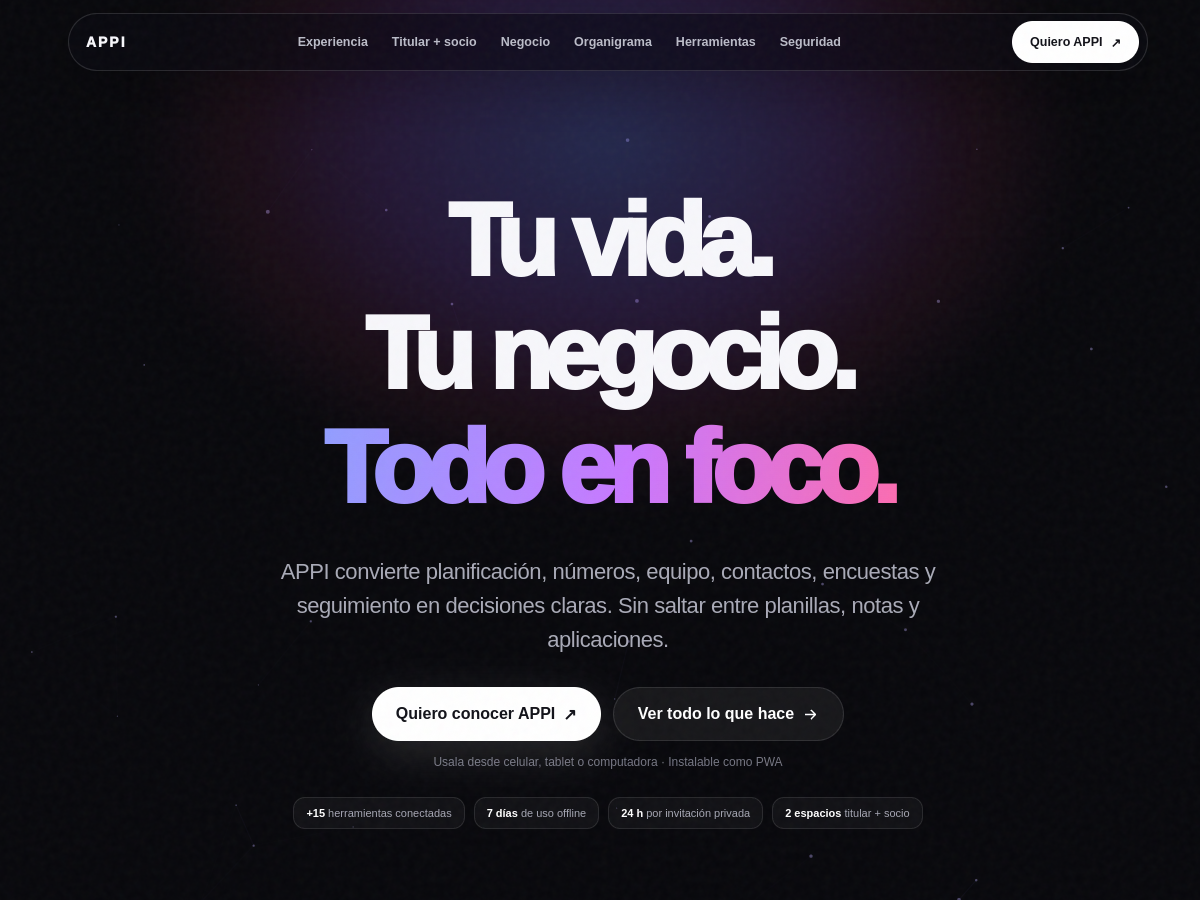 APPI
Experiencia
Titular + socio
Negocio
Organigrama
Herramientas
Seguridad
Quiero APPI ↗
Tu vida.
Tu negocio.
Todo en foco.
APPI convierte planificación, números, equipo, contactos, encuestas y
seguimiento en decisiones claras. Sin saltar entre planillas, notas y
aplicaciones.
Quiero conocer APPI ↗
Ver todo lo que hace →
Usala desde celular, tablet o computadora · Instalable como PWA
+15 herramientas conectadas
7 días de uso offline
24 h por invitación privada
2 espacios titular + socio